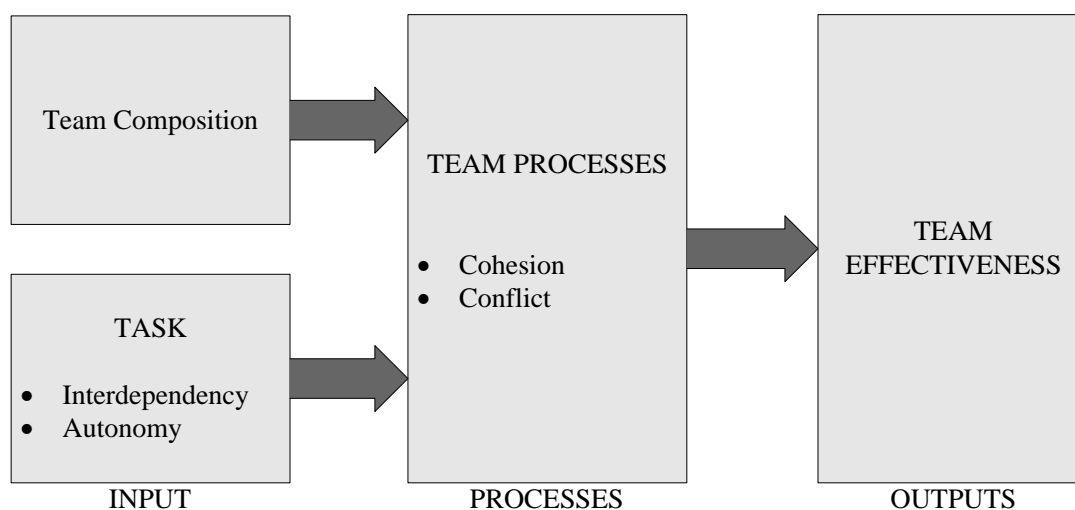 Team Composition
TASK
• Interdependency
• Autonomy
INPUT
TEAM PROCESSES
• Cohesion
• Conflict
PROCESSES
TEAM
EFFECTIVENESS
OUTPUTS